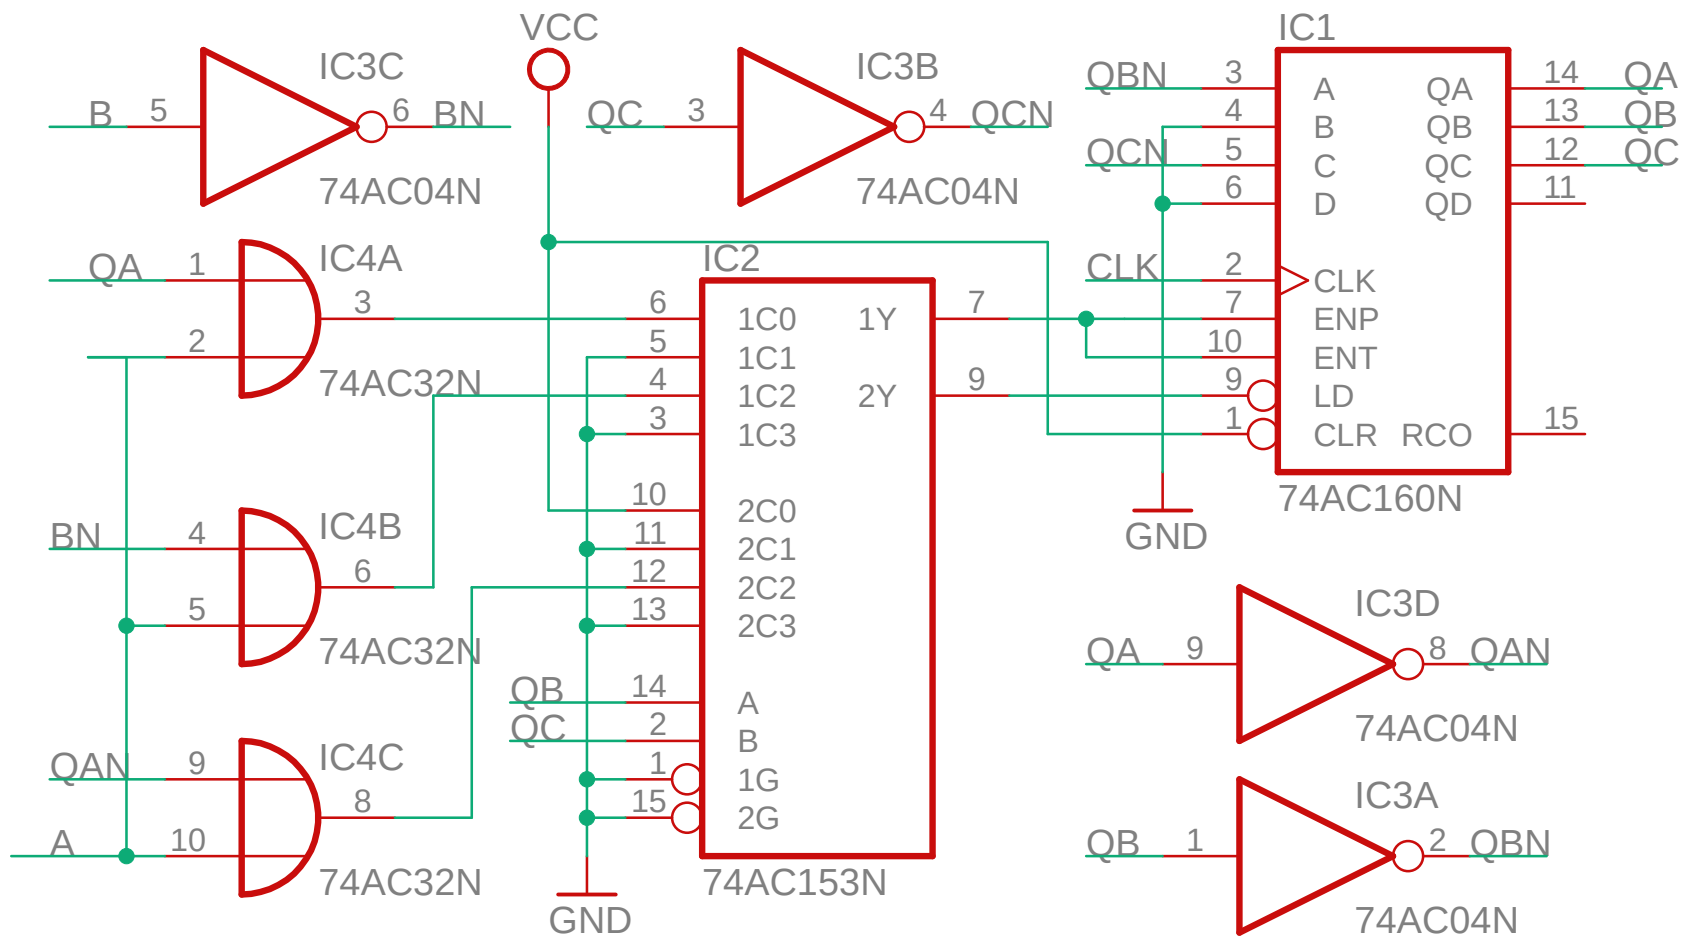 VCC
IC3C
B 5 6 BN
74AC04N
IC3B
QC 3 4 QCN
74AC04N
IC1
QBN 3 A QA 14 QA
4 B QB 13 QB
QCN 5 C QC 12 QC
6 D QD 11
CLK 2 CLK
7 ENP
10 ENT
9 LD
1 CLR RCO 15
74AC160N
GND
IC4A
QA 1
3
2
74AC32N
IC2
6 1C0 1Y 7
5 1C1
4 1C2 2Y 9
3 1C3
10 2C0
11 2C1
12 2C2
13 2C3
QB 14 A
QC 2 B
1 1G
15 2G
74AC153N
GND
IC4B
BN 4
6
5
74AC32N
IC4C
QAN 9
8
A 10
74AC32N
IC3D
QA 9 8 QAN
74AC04N
IC3A
QB 1 2 QBN
74AC04N